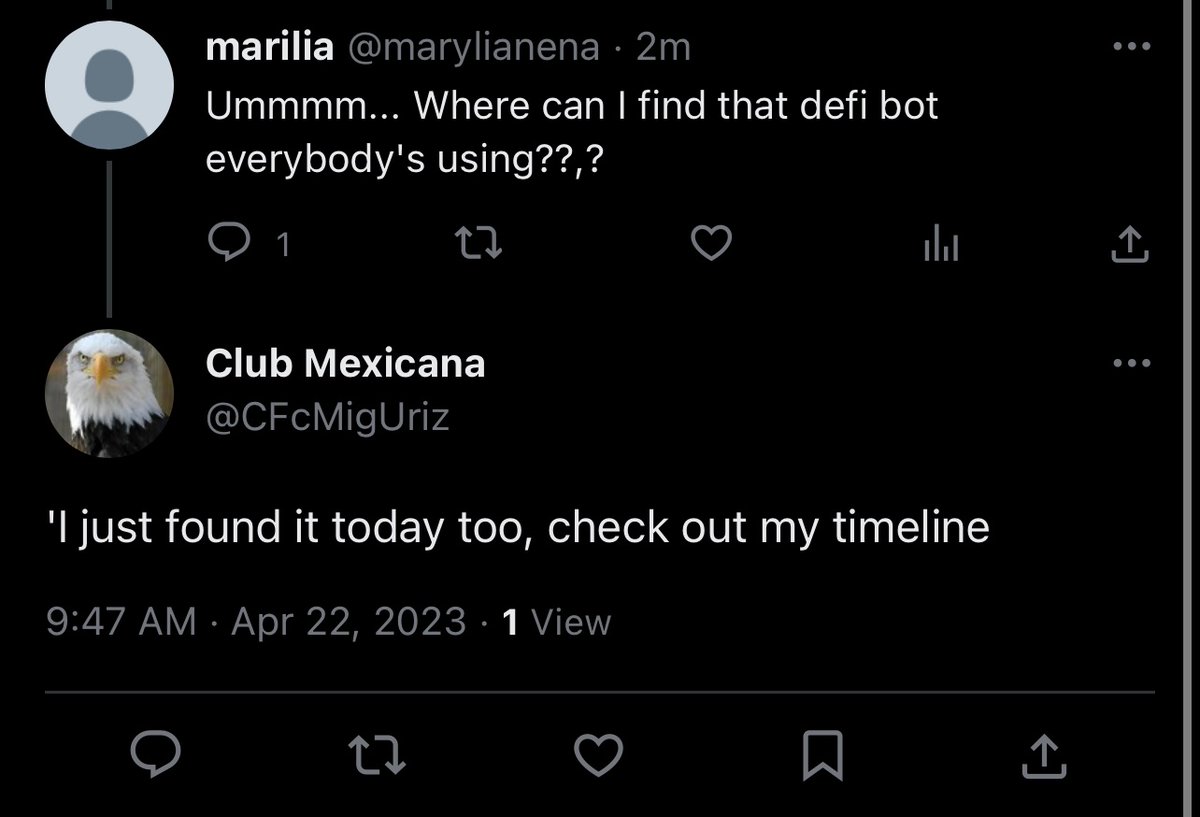 marilia @marylianena · 2m
Ummmm... Where can I find that defi bot
everybody's using??,?
1
Club Mexicana
@CFcMigUriz
'I just found it today too, check out my timeline
9:47 AM · Apr 22, 2023 · 1 View